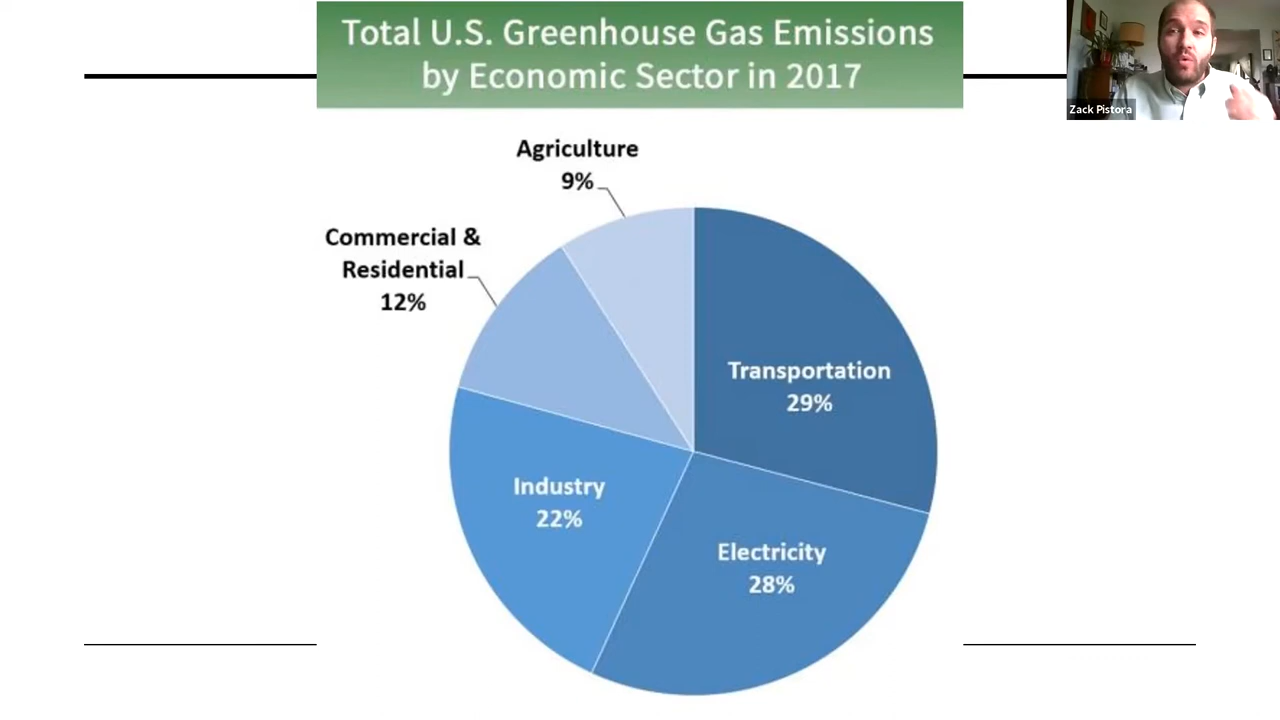 Total U.S. Greenhouse Gas Emissions
by Economic Sector in 2017
Zack Pistora
Agriculture
9%
Commercial &
Residential
12%
Transportation
29%
Industry
22%
Electricity
28%